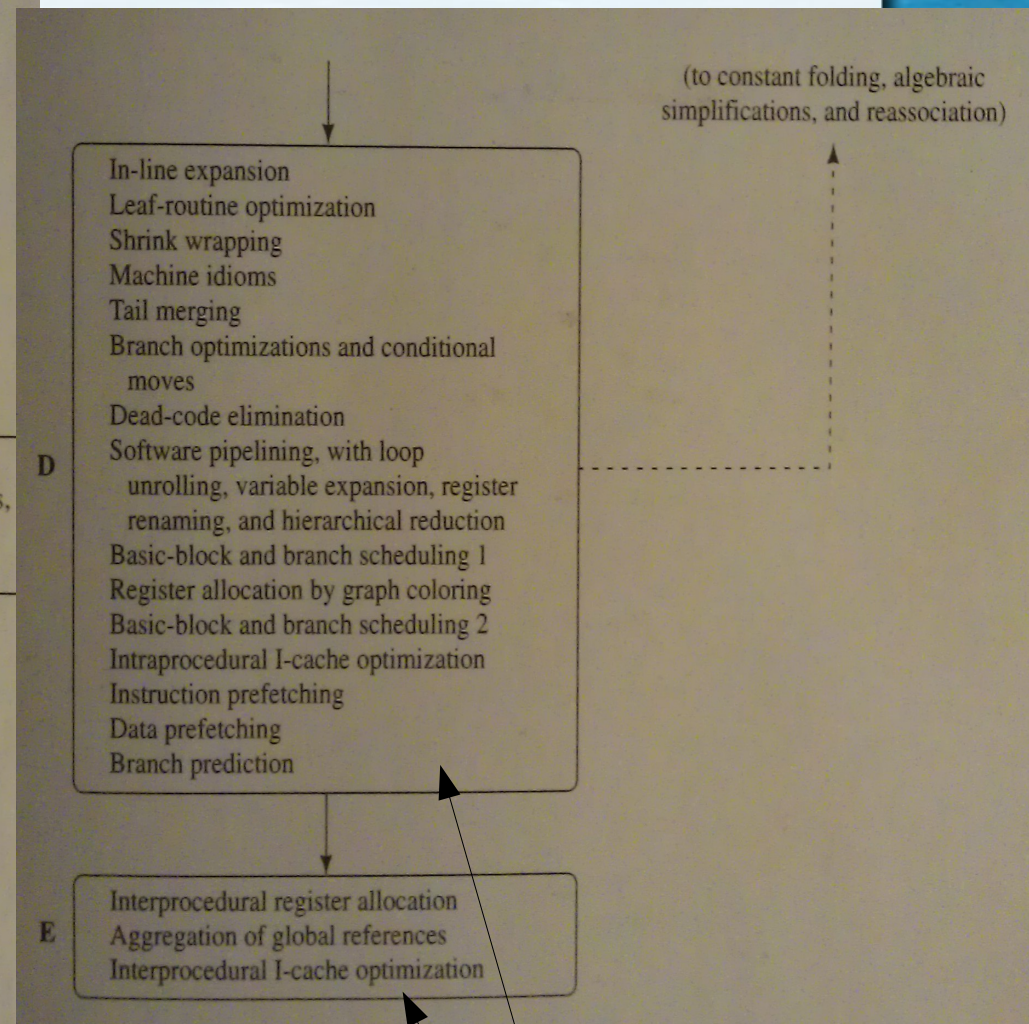 (to constant folding, algebraic
simplifications, and reassociation)
In-line expansion
Leaf-routine optimization
Shrink wrapping
Machine idioms
Tail merging
Branch optimizations and conditional
moves
Dead-code elimination
D
Software pipelining, with loop
unrolling, variable expansion, register
renaming, and hierarchical reduction
Basic-block and branch scheduling 1
Register allocation by graph coloring
Basic-block and branch scheduling 2
Intraprocedural I-cache optimization
Instruction prefetching
Data prefetching
Branch prediction
Interprocedural register allocation
E
Aggregation of global references
Interprocedural I-cache optimization